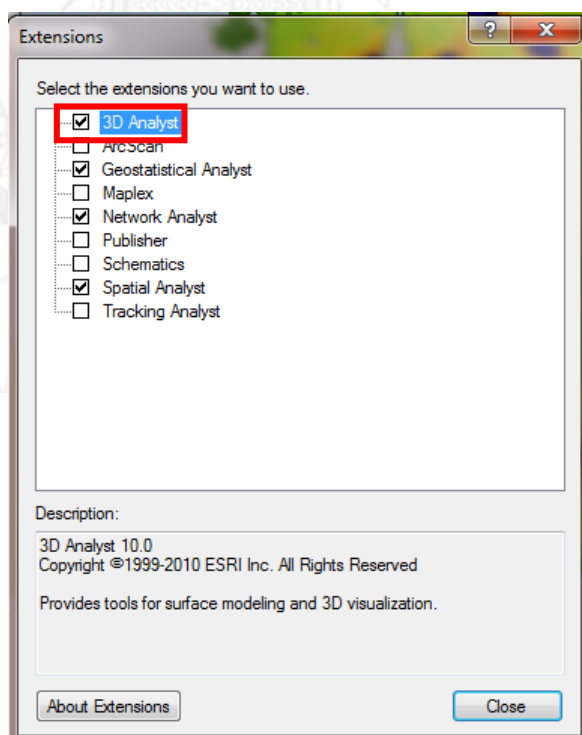 Extensions
Select the extensions you want to use.
3D Analyst
ArcScan
Geostatistical Analyst
Maplex
Network Analyst
Publisher
Schematics
Spatial Analyst
Tracking Analyst
Description:
3D Analyst 10.0
Copyright ©1999-2010 ESRI Inc. All Rights Reserved
Provides tools for surface modeling and 3D visualization.
About Extensions Close